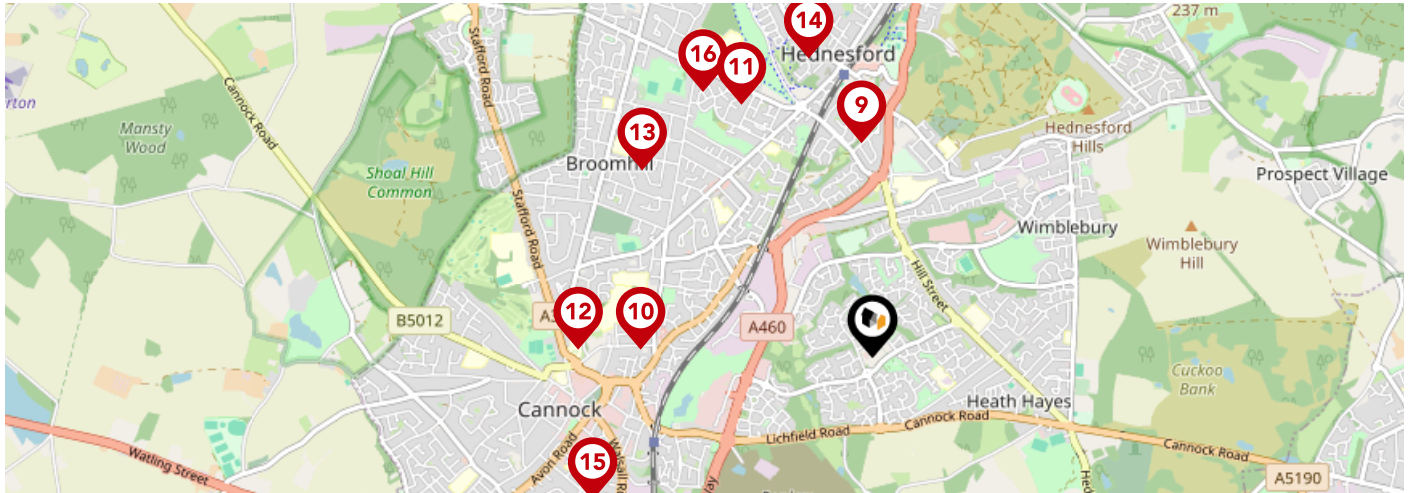 237 m
14
Hednesford
16
11
Stafford Road
Cannock Road
erton
Mansty
Wood
9
13
Broomhill
Hednesford
Hills
Shoal Hill
Common
Prospect Village
Stafford Road
Wimblebury
Wimblebury
Hill
Hill Street
12
10
B5012
A460
Cuckoo
Bank
Cannock
Heath Hayes
Cannock Road
Lichfield Road
Cannock Road
Watling Street
Avon Road
15
A5190